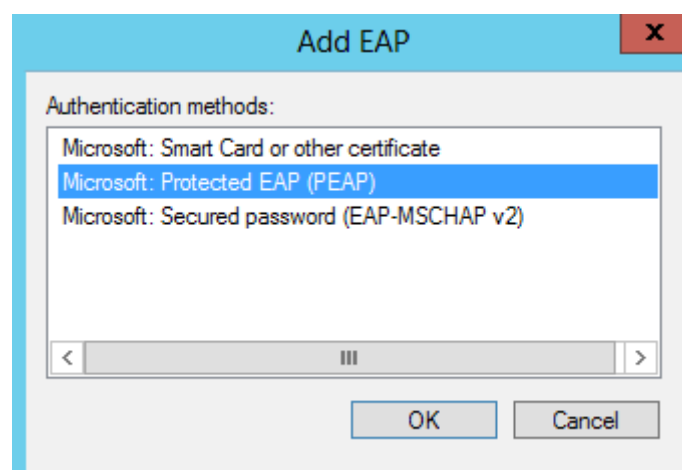 Add EAP
x
Authentication methods:
Microsoft: Smart Card or other certificate
Microsoft: Protected EAP (PEAP)
Microsoft: Secured password (EAP-MSCHAP v2)
OK Cancel